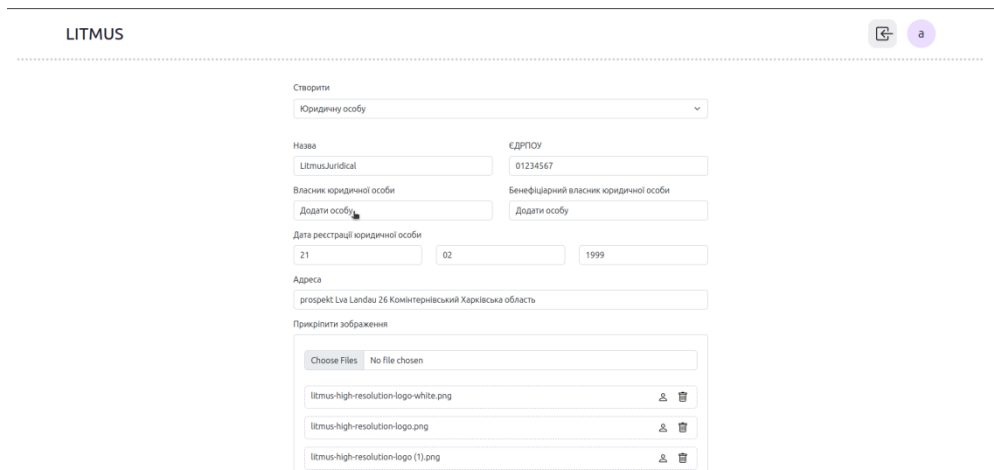 LITMUS
a
Створити
Юридичну особу
Назва
ЄДРПОУ
LitmusJuridical
01234567
Власник юридичної особи
Бенефіціарний власник юридичної особи
Додати особу
Додати особу
Дата реєстрації юридичної особи
21
02
1999
Адреса
prospekt Lva Landau 26 Комінтернівський Харківська область
Прикріпити зображення
Choose Files No file chosen
litmus-high-resolution-logo-white.png
litmus-high-resolution-logo.png
litmus-high-resolution-logo (1).png